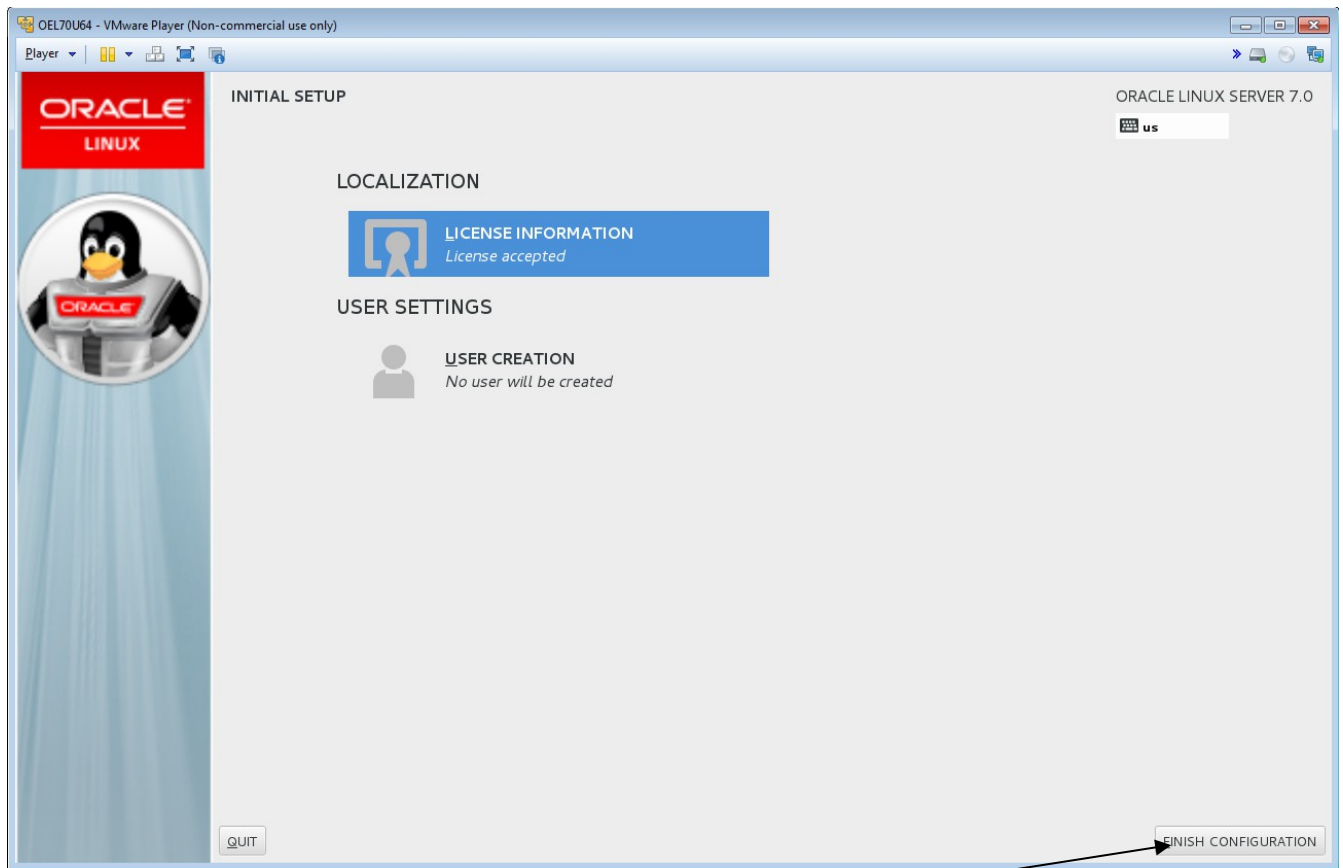 OEL70U64 - VMware Player (Non-commercial use only)
Player
ORACLE
LINUX
INITIAL SETUP
ORACLE LINUX SERVER 7.0
us
LOCALIZATION
LICENSE INFORMATION
License accepted
ORACLE
USER SETTINGS
USER CREATION
No user will be created
QUIT
FINISH CONFIGURATION